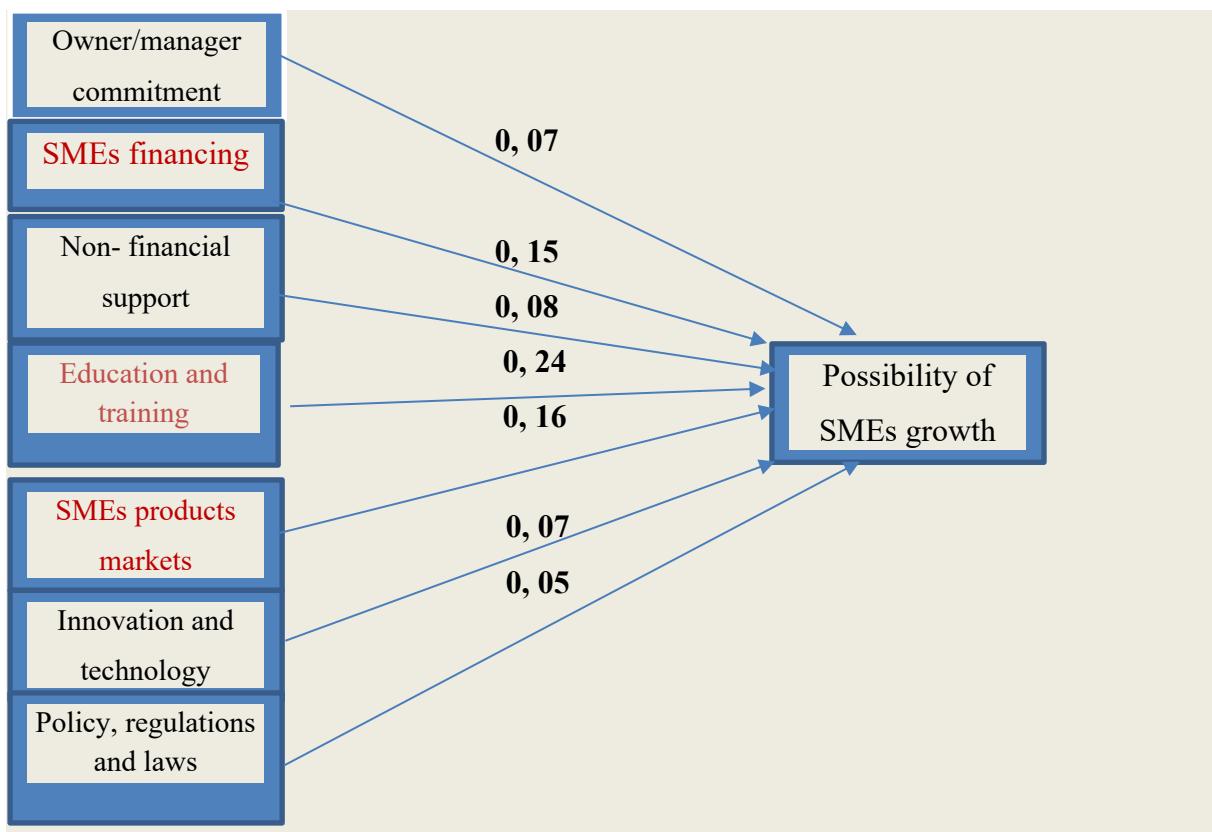 Owner/manager
commitment
SMEs financing
Non- financial
support
Education and
training
SMEs products
markets
Innovation and
technology
Policy, regulations
and laws
0, 07
0, 15
0, 08
0, 24
0, 16
0, 07
0, 05
Possibility of
SMEs growth